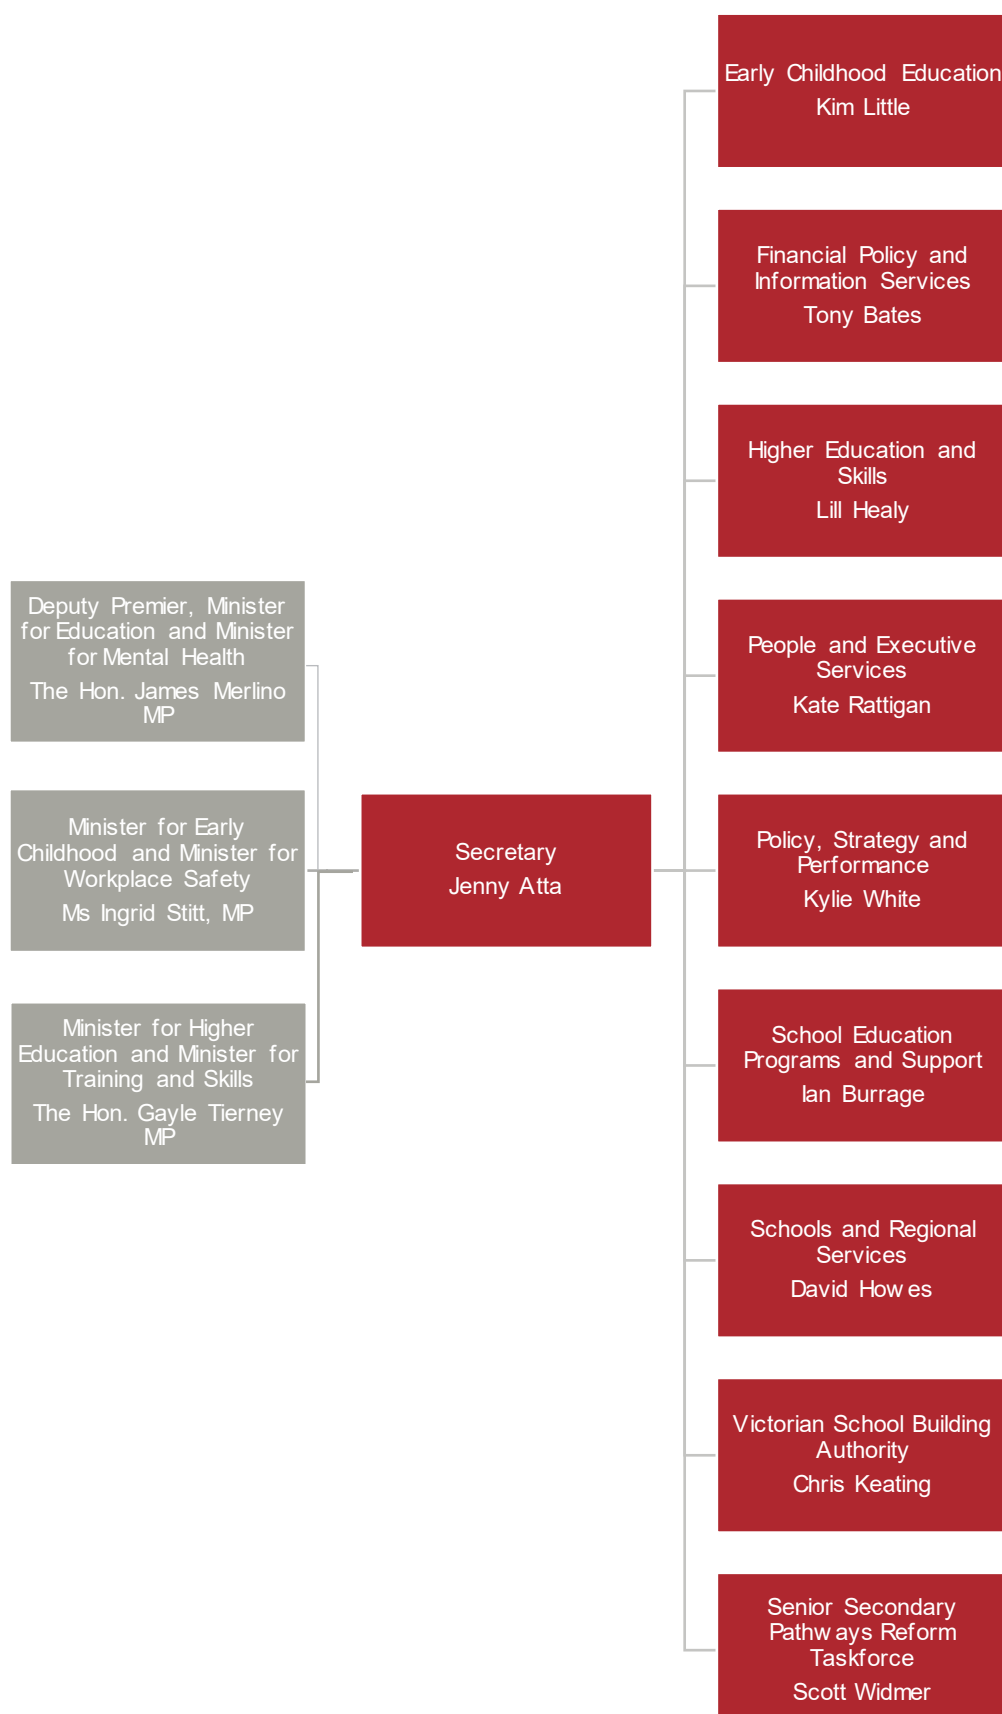 Deputy Premier, Minister
for Education and Minister
for Mental Health
The Hon. James Merlino
MP
Minister for Early
Childhood and Minister for
Workplace Safety
Ms Ingrid Stitt, MP
Minister for Higher
Education and Minister for
Training and Skills
The Hon. Gayle Tierney
MP
Secretary
Jenny Atta
Early Childhood Education
Kim Little
Financial Policy and
Information Services
Tony Bates
Higher Education and
Skills
Lill Healy
People and Executive
Services
Kate Rattigan
Policy, Strategy and
Performance
Kylie White
School Education
Programs and Support
Ian Burrage
Schools and Regional
Services
David Howes
Victorian School Building
Authority
Chris Keating
Senior Secondary
Pathways Reform
Taskforce
Scott Widmer